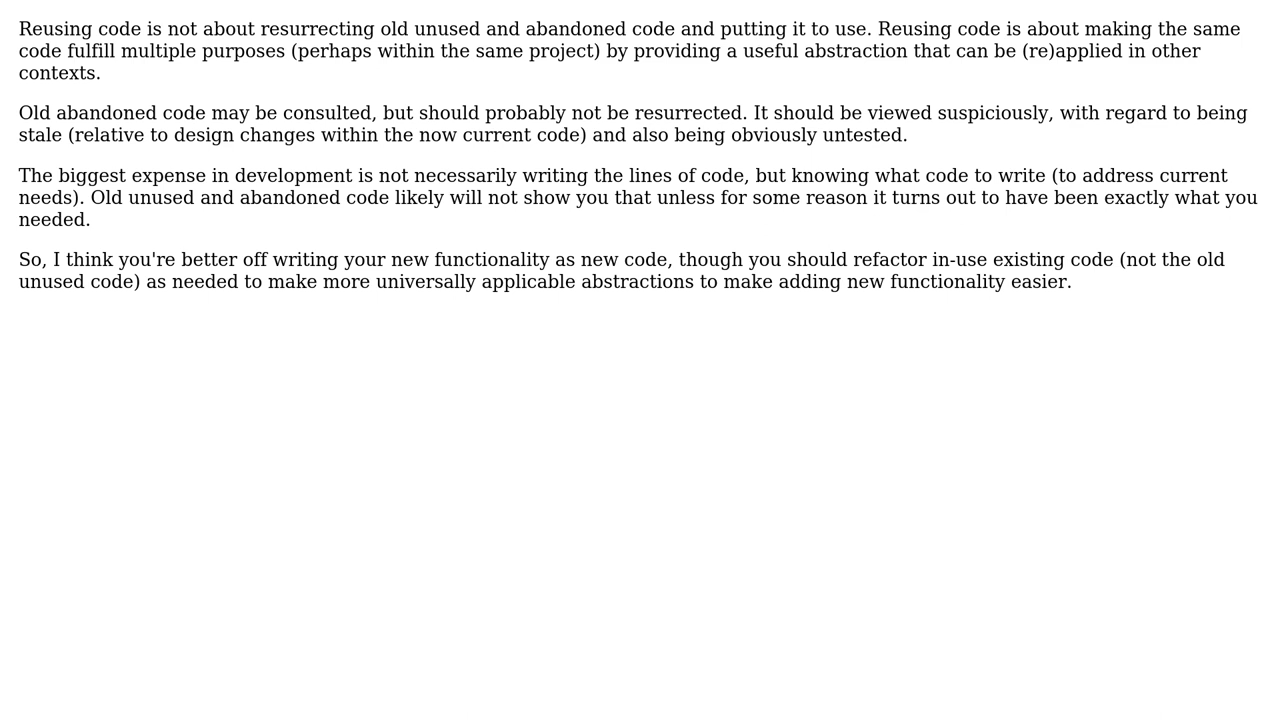 Reusing code is not about resurrecting old unused and abandoned code and putting it to use. Reusing code is about making the same
code fulfill multiple purposes (perhaps within the same project) by providing a useful abstraction that can be (re)applied in other
contexts.
Old abandoned code may be consulted, but should probably not be resurrected. It should be viewed suspiciously, with regard to being
stale (relative to design changes within the now current code) and also being obviously untested.
The biggest expense in development is not necessarily writing the lines of code, but knowing what code to write (to address current
needs). Old unused and abandoned code likely will not show you that unless for some reason it turns out to have been exactly what you
needed.
So, I think you're better off writing your new functionality as new code, though you should refactor in-use existing code (not the old
unused code) as needed to make more universally applicable abstractions to make adding new functionality easier.